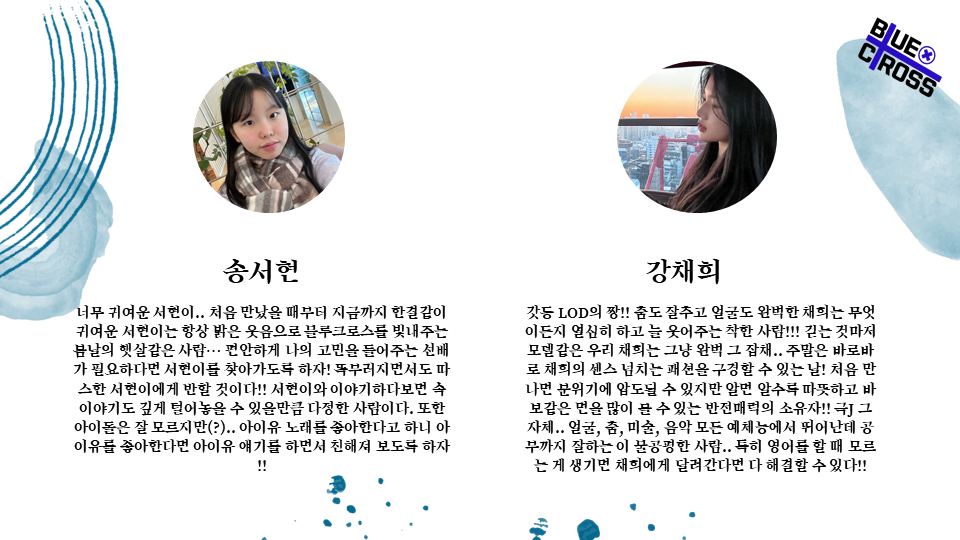 BLUE
CROSS
송서현
너무 귀여운 서현이.. 처음 만났을 때부터 지금까지 한결같이
귀여운 서현이는 항상 밝은 웃음으로 블루크로스를 빛내주는
봄날의 햇살같은 사람… 편안하게 나의 고민을 들어주는 선배
가 필요하다면 서현이를 찾아가도록 하자! 똑부러지면서도 따
스한 서현이에게 반할 것이다!! 서현이와 이야기하다보면 속
이야기도 깊게 털어놓을 수 있을만큼 다정한 사람이다. 또한
아이돌은 잘 모르지만(?).. 아이유 노래를 좋아한다고 하니 아
이유를 좋아한다면 아이유 얘기를 하면서 친해져 보도록 하자
!!
강채희
갓등 LOD의 짱!! 춤도 잘추고 얼굴도 완벽한 채희는 무엇
이든지 열심히 하고 늘 웃어주는 착한 사람!!! 걷는 것마저
모델같은 우리 채희는 그냥 완벽 그 잡채.. 주말은 바로바
로 채희의 센스 넘치는 패션을 구경할 수 있는 날! 처음 만
나면 분위기에 압도될 수 있지만 알면 알수록 따뜻하고 바
보같은 면을 많이 볼 수 있는 반전매력의 소유자!! 극J 그
자체.. 얼굴, 춤, 미술, 음악 모든 예체능에서 뛰어난데 공
부까지 잘하는 이 불공평한 사람.. 특히 영어를 할 때 모르
는 게 생기면 채희에게 달려간다면 다 해결할 수 있다!!